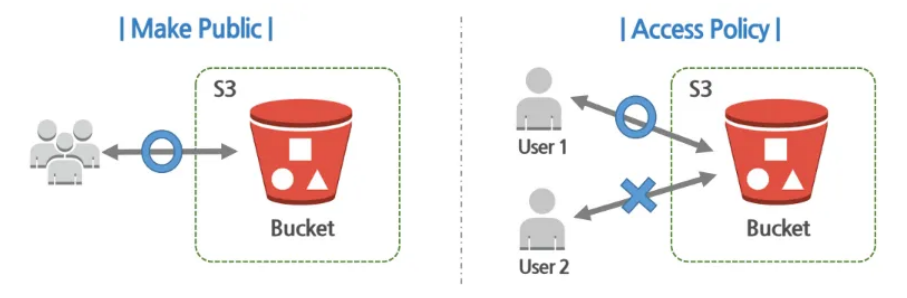 | Make Public |
S3
Bucket
| Access Policy |
User 1
User 2
S3
Bucket